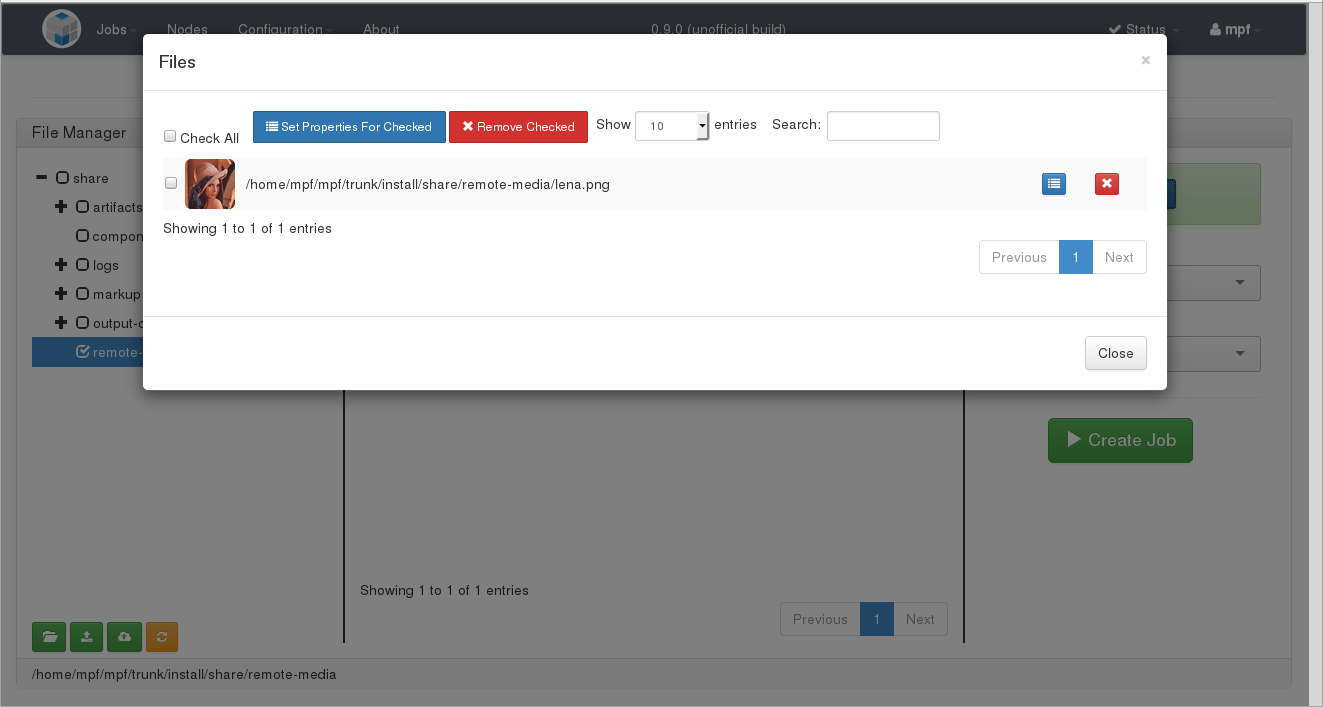 Jobs Nodes Configuration About 0.9.0 (unofficial build) Status mpf
Files ×
Check All Set Properties For Checked Remove Checked Show 10 entries Search:
/home/mpf/mpf/trunk/install/share/remote-media/lena.png
Showing 1 to 1 of 1 entries
Previous 1 Next
Close
File Manager
share
artifacts
compon
logs
markup
output-
remote-
Create Job
Showing 1 to 1 of 1 entries
Previous 1 Next
/home/mpf/mpf/trunk/install/share/remote-media